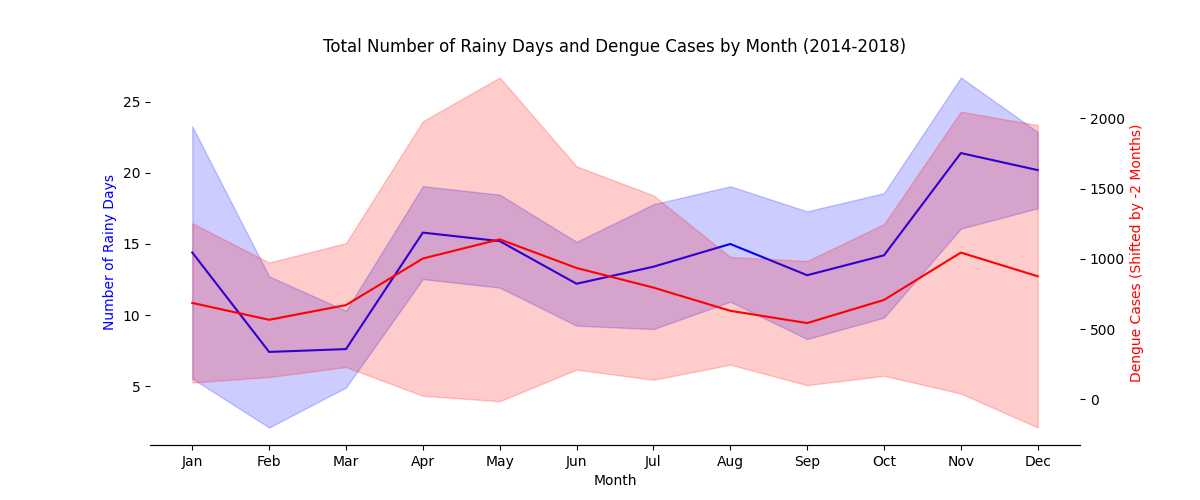 Total Number of Rainy Days and Dengue Cases by Month (2014-2018)
Number of Rainy Days
25
20
15
10
5
2000
1500
1000
500
0
Dengue Cases (Shifted by -2 Months)
Jan Feb Mar Apr May Jun Jul Aug Sep Oct Nov Dec
Month